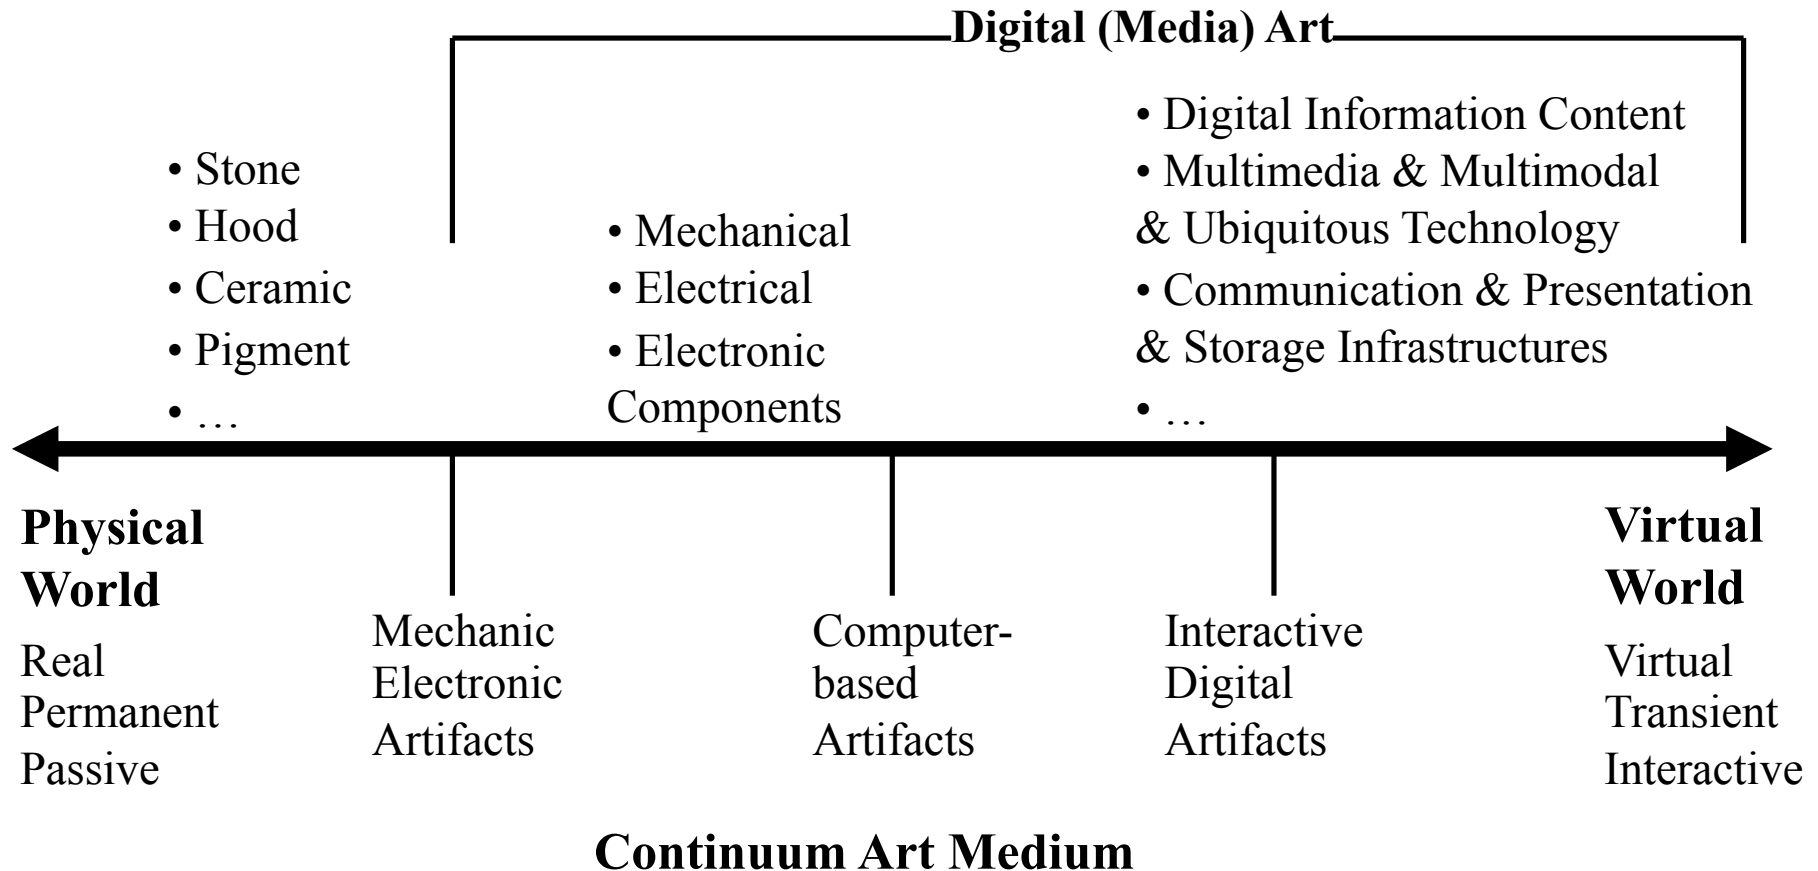 Digital (Media) Art
• Stone
• Hood
• Ceramic
• Pigment
• …
• Mechanical
• Electrical
• Electronic
Components
• Digital Information Content
• Multimedia & Multimodal
& Ubiquitous Technology
• Communication & Presentation
& Storage Infrastructures
• …
Physical
World
Real
Permanent
Passive
Mechanic
Electronic
Artifacts
Computer-
based
Artifacts
Interactive
Digital
Artifacts
Virtual
World
Virtual
Transient
Interactive
Continuum Art Medium